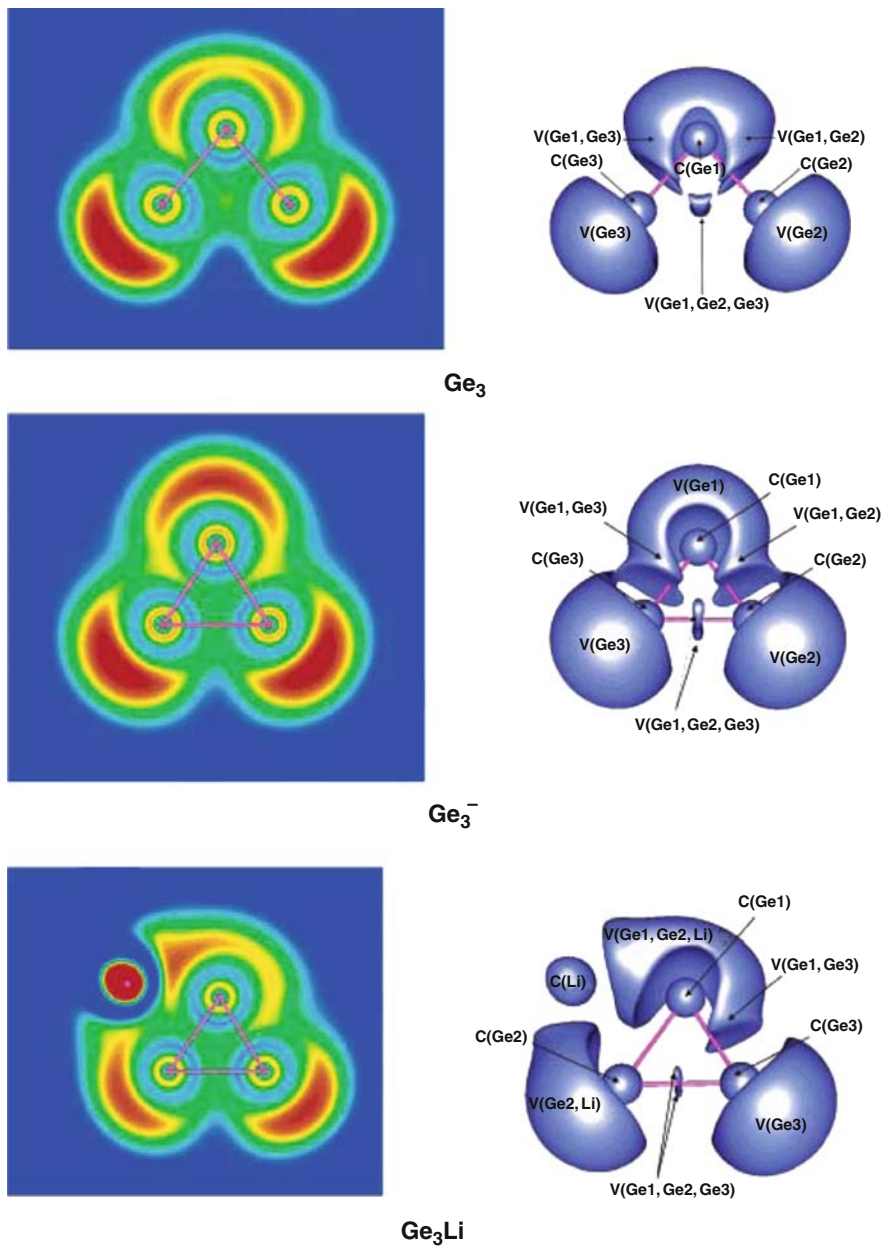 V(Ge1, Ge3)
V(Ge1, Ge2)
C(Ge3)
C(Ge2)
C(Ge1)
V(Ge3)
V(Ge2)
V(Ge1, Ge2, Ge3)
Ge3
V(Ge1)
C(Ge1)
V(Ge1, Ge3)
V(Ge1, Ge2)
C(Ge3)
C(Ge2)
V(Ge3)
V(Ge2)
V(Ge1, Ge2, Ge3)
Ge3−
C(Ge1)
V(Ge1, Ge2, Li)
V(Ge1, Ge3)
C(Li)
C(Ge2)
C(Ge3)
V(Ge2, Li)
V(Ge3)
V(Ge1, Ge2, Ge3)
Ge3Li